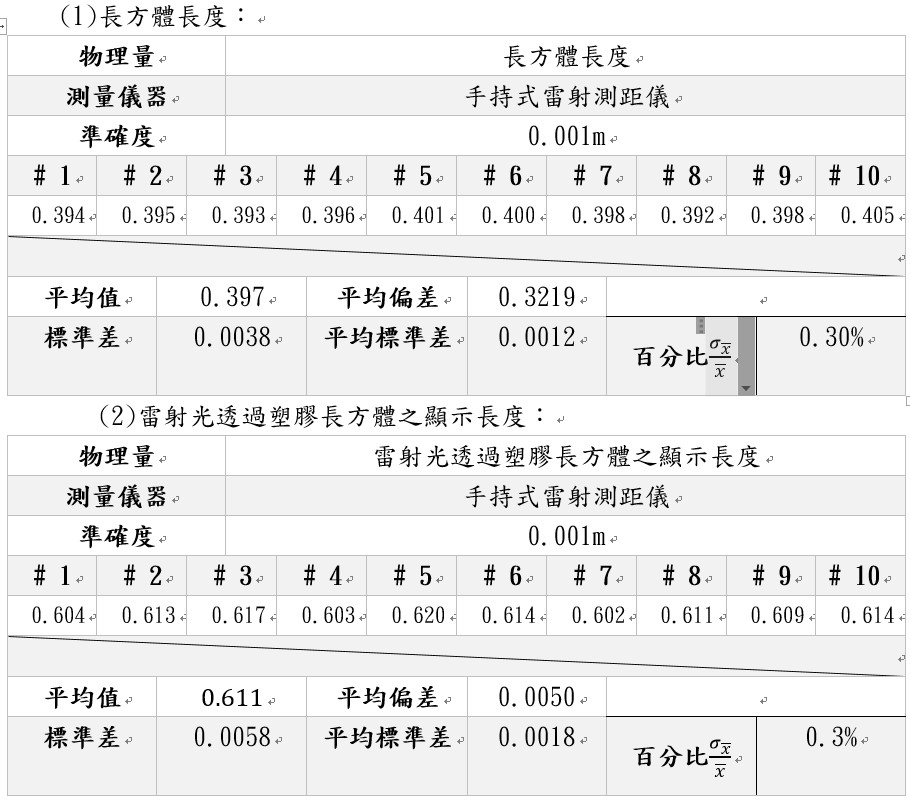 (1)長方體長度：
物理量 長方體長度
測量儀器 手持式雷射測距儀
準確度 0.001m
# 1 # 2 # 3 # 4 # 5 # 6 # 7 # 8 # 9 # 10
0.394 0.395 0.393 0.396 0.401 0.400 0.398 0.392 0.398 0.405
平均值 0.397 平均偏差 0.3219
標準差 0.0038 平均標準差 0.0012 百分比 σx̅/x̅ 0.30%
(2)雷射光透過塑膠長方體之顯示長度：
物理量 雷射光透過塑膠長方體之顯示長度
測量儀器 手持式雷射測距儀
準確度 0.001m
# 1 # 2 # 3 # 4 # 5 # 6 # 7 # 8 # 9 # 10
0.604 0.613 0.617 0.603 0.620 0.614 0.602 0.611 0.609 0.614
平均值 0.611 平均偏差 0.0050
標準差 0.0058 平均標準差 0.0018 百分比 σx̅/x̅ 0.3%